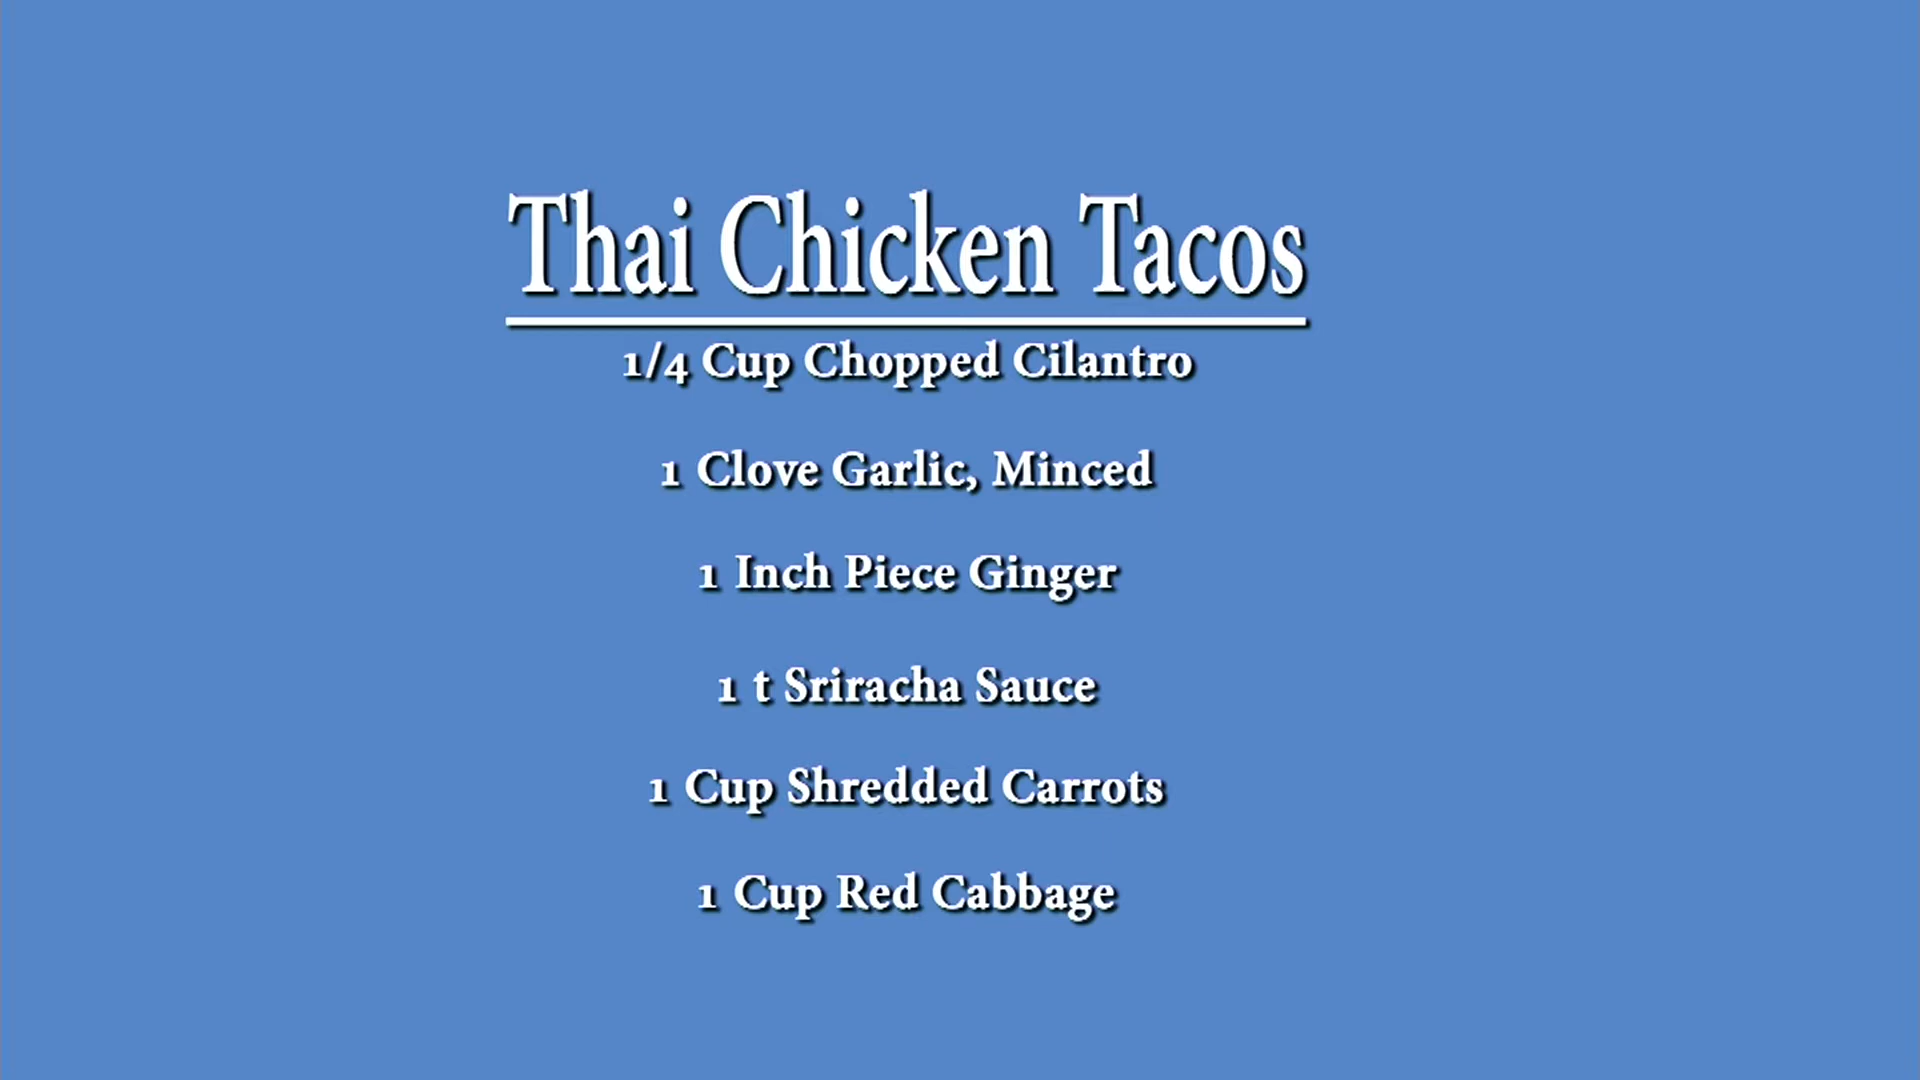 Thai Chicken Tacos
1/4 Cup Chopped Cilantro
1 Clove Garlic, Minced
1 Inch Piece Ginger
1 t Sriracha Sauce
1 Cup Shredded Carrots
1 Cup Red Cabbage